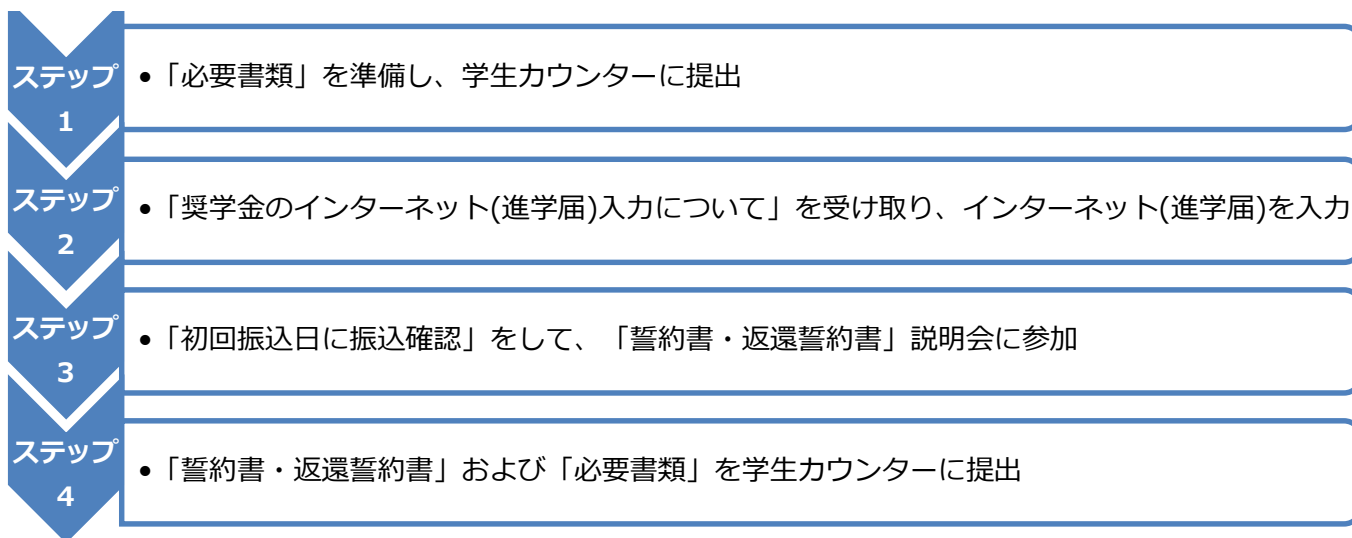 ステップ
1
•「必要書類」を準備し、学生カウンターに提出
ステップ
2
•「奨学金のインターネット(進学届)入力について」を受け取り、インターネット(進学届)を入力
ステップ
3
•「初回振込日に振込確認」をして、「誓約書・返還誓約書」説明会に参加
ステップ
4
•「誓約書・返還誓約書」および「必要書類」を学生カウンターに提出